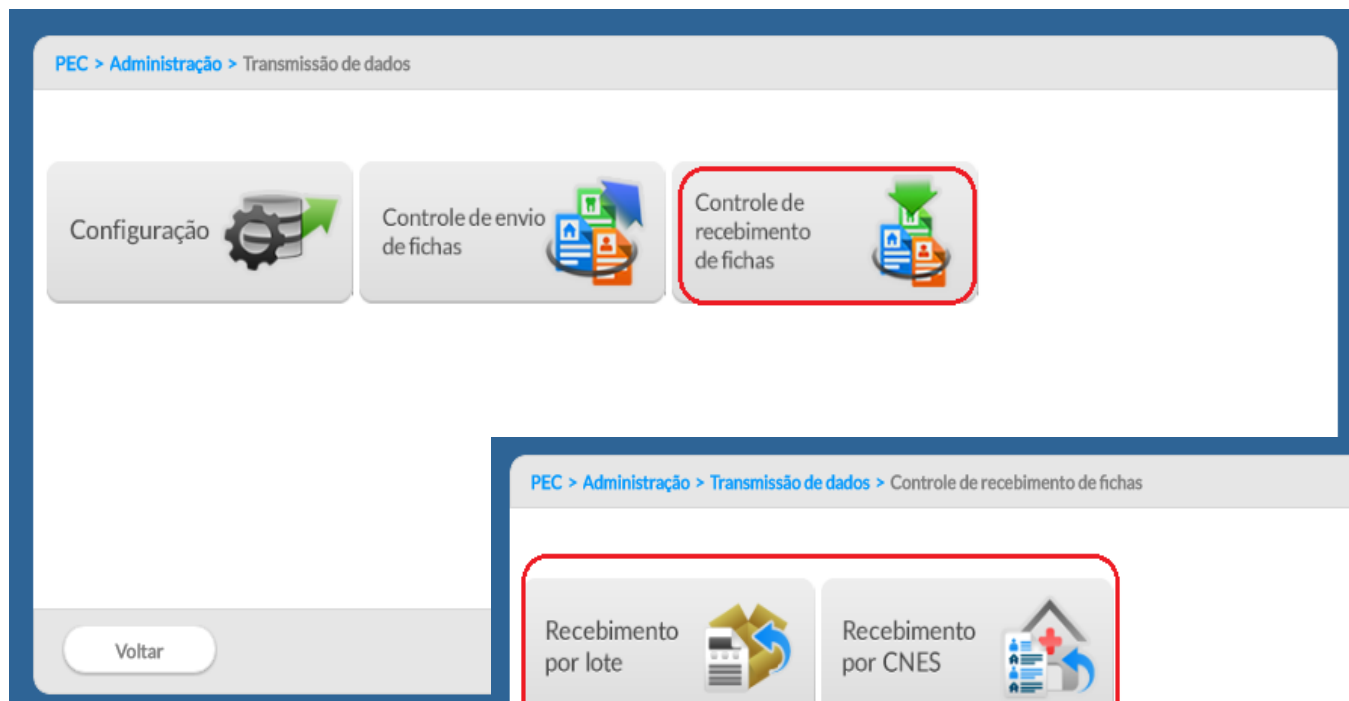 PEC > Administração > Transmissão de dados
Configuração
Controle de envio
de fichas
Controle de
recebimento
de fichas
Voltar
PEC > Administração > Transmissão de dados > Controle de recebimento de fichas
Recebimento
por lote
Recebimento
por CNES